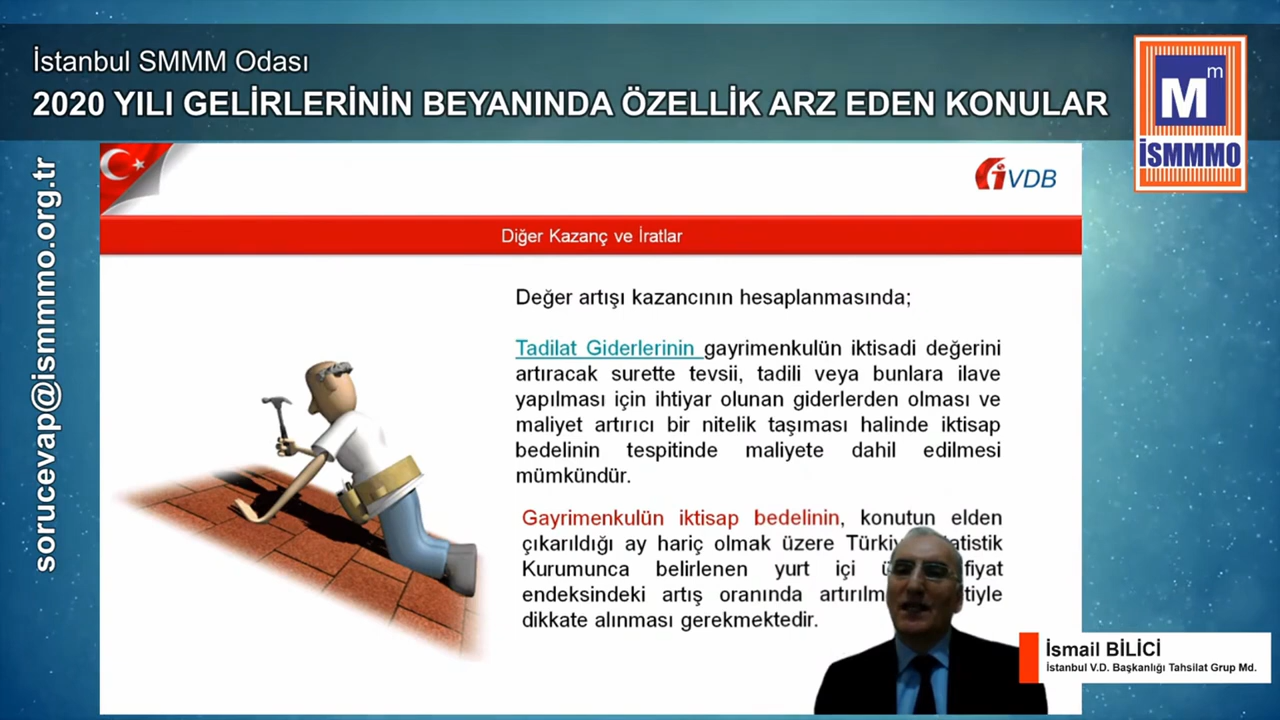 İstanbul SMMM Odası
2020 YILI GELİRLERİNİN BEYANINDA ÖZELLİK ARZ EDEN KONULAR
M m
İSMMMO
sorucevap@ismmmo.org.tr
iVDB
Diğer Kazanç ve İratlar
Değer artışı kazancının hesaplanmasında;
Tadilat Giderlerinin gayrimenkulün iktisadi değerini
artıracak surette tevsii, tadili veya bunlara ilave
yapılması için ihtiyar olunan giderlerden olması ve
maliyet artırıcı bir nitelik taşıması halinde iktisap
bedelinin tespitinde maliyete dahil edilmesi
mümkündür.
Gayrimenkulün iktisap bedelinin, konutun elden
çıkarıldığı ay hariç olmak üzere
Kurumunca belirlenen yurt içi fiyat
endeksindeki artış oranında
dikkate alınması gerekmektedir.
İsmail BİLİCİ
İstanbul V.D. Başkanlığı Tahsilat Grup Md.